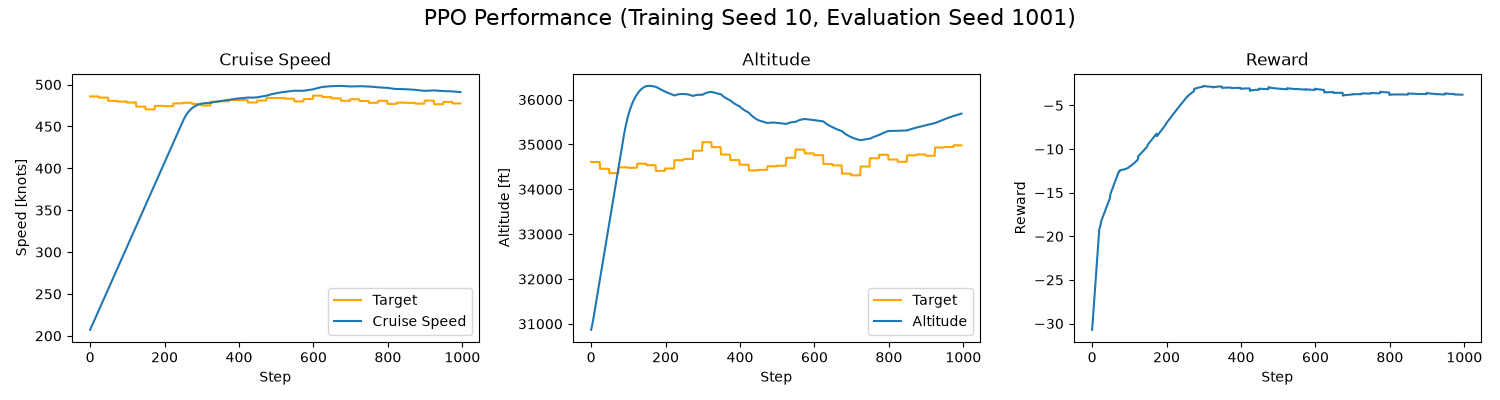 PPO Performance (Training Seed 10, Evaluation Seed 1001)
Cruise Speed
500
450
400
350
300
250
200
Speed [knots]
0 200 400 600 800 1000
Step
Target
Cruise Speed
Altitude
36000
35000
34000
33000
32000
31000
Altitude [ft]
0 200 400 600 800 1000
Step
Target
Altitude
Reward
−5
−10
−15
−20
−25
−30
Reward
0 200 400 600 800 1000
Step